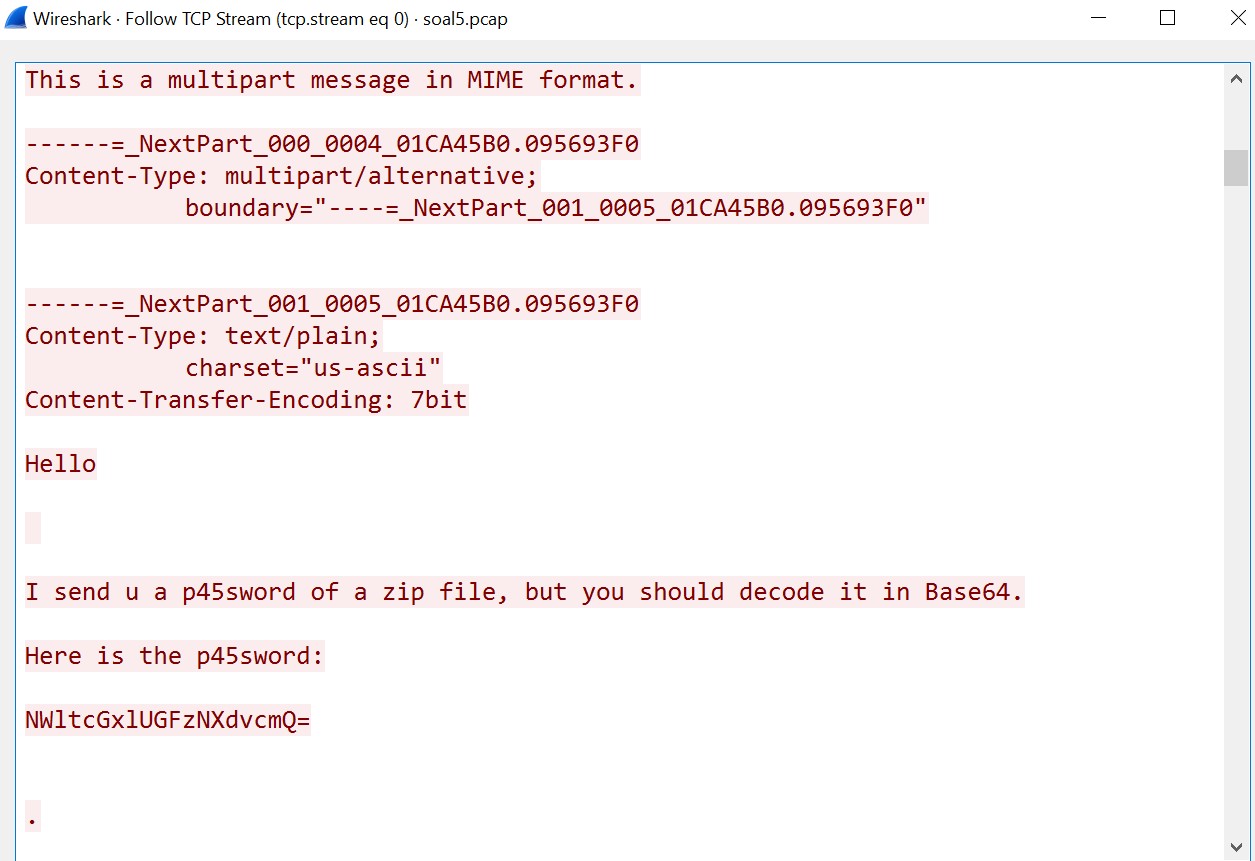 Wireshark · Follow TCP Stream (tcp.stream eq 0) · soal5.pcap
This is a multipart message in MIME format.
------=_NextPart_000_0004_01CA45B0.095693F0
Content-Type: multipart/alternative;
boundary="----=_NextPart_001_0005_01CA45B0.095693F0"
------=_NextPart_001_0005_01CA45B0.095693F0
Content-Type: text/plain;
charset="us-ascii"
Content-Transfer-Encoding: 7bit
Hello
I send u a p45sword of a zip file, but you should decode it in Base64.
Here is the p45sword:
NWltcGxlUGFzNXdvcmQ=
.